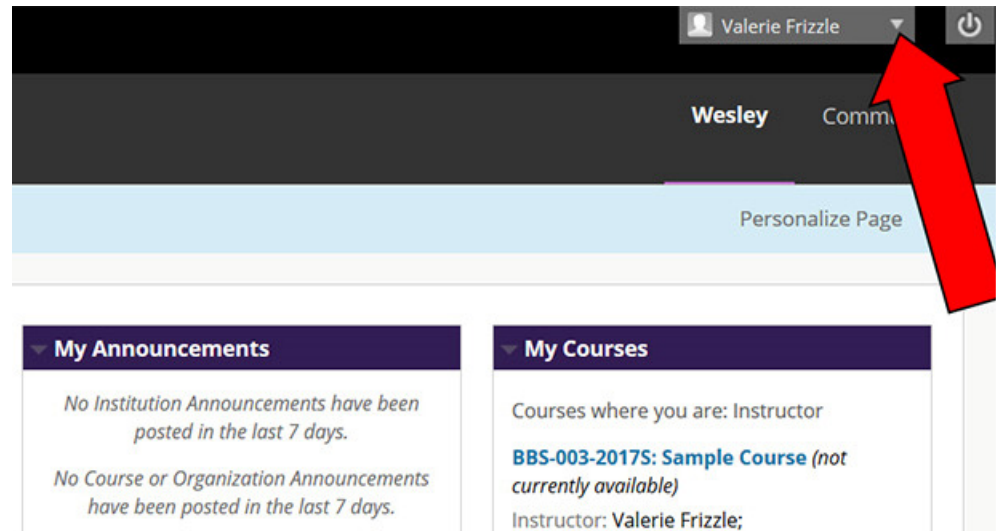 Valerie Frizzle
Wesley
Personalize Page
My Announcements
No Institution Announcements have been
posted in the last 7 days.
No Course or Organization Announcements
have been posted in the last 7 days.
My Courses
Courses where you are: Instructor
BBS-003-2017S: Sample Course (not
currently available)
Instructor: Valerie Frizzle;